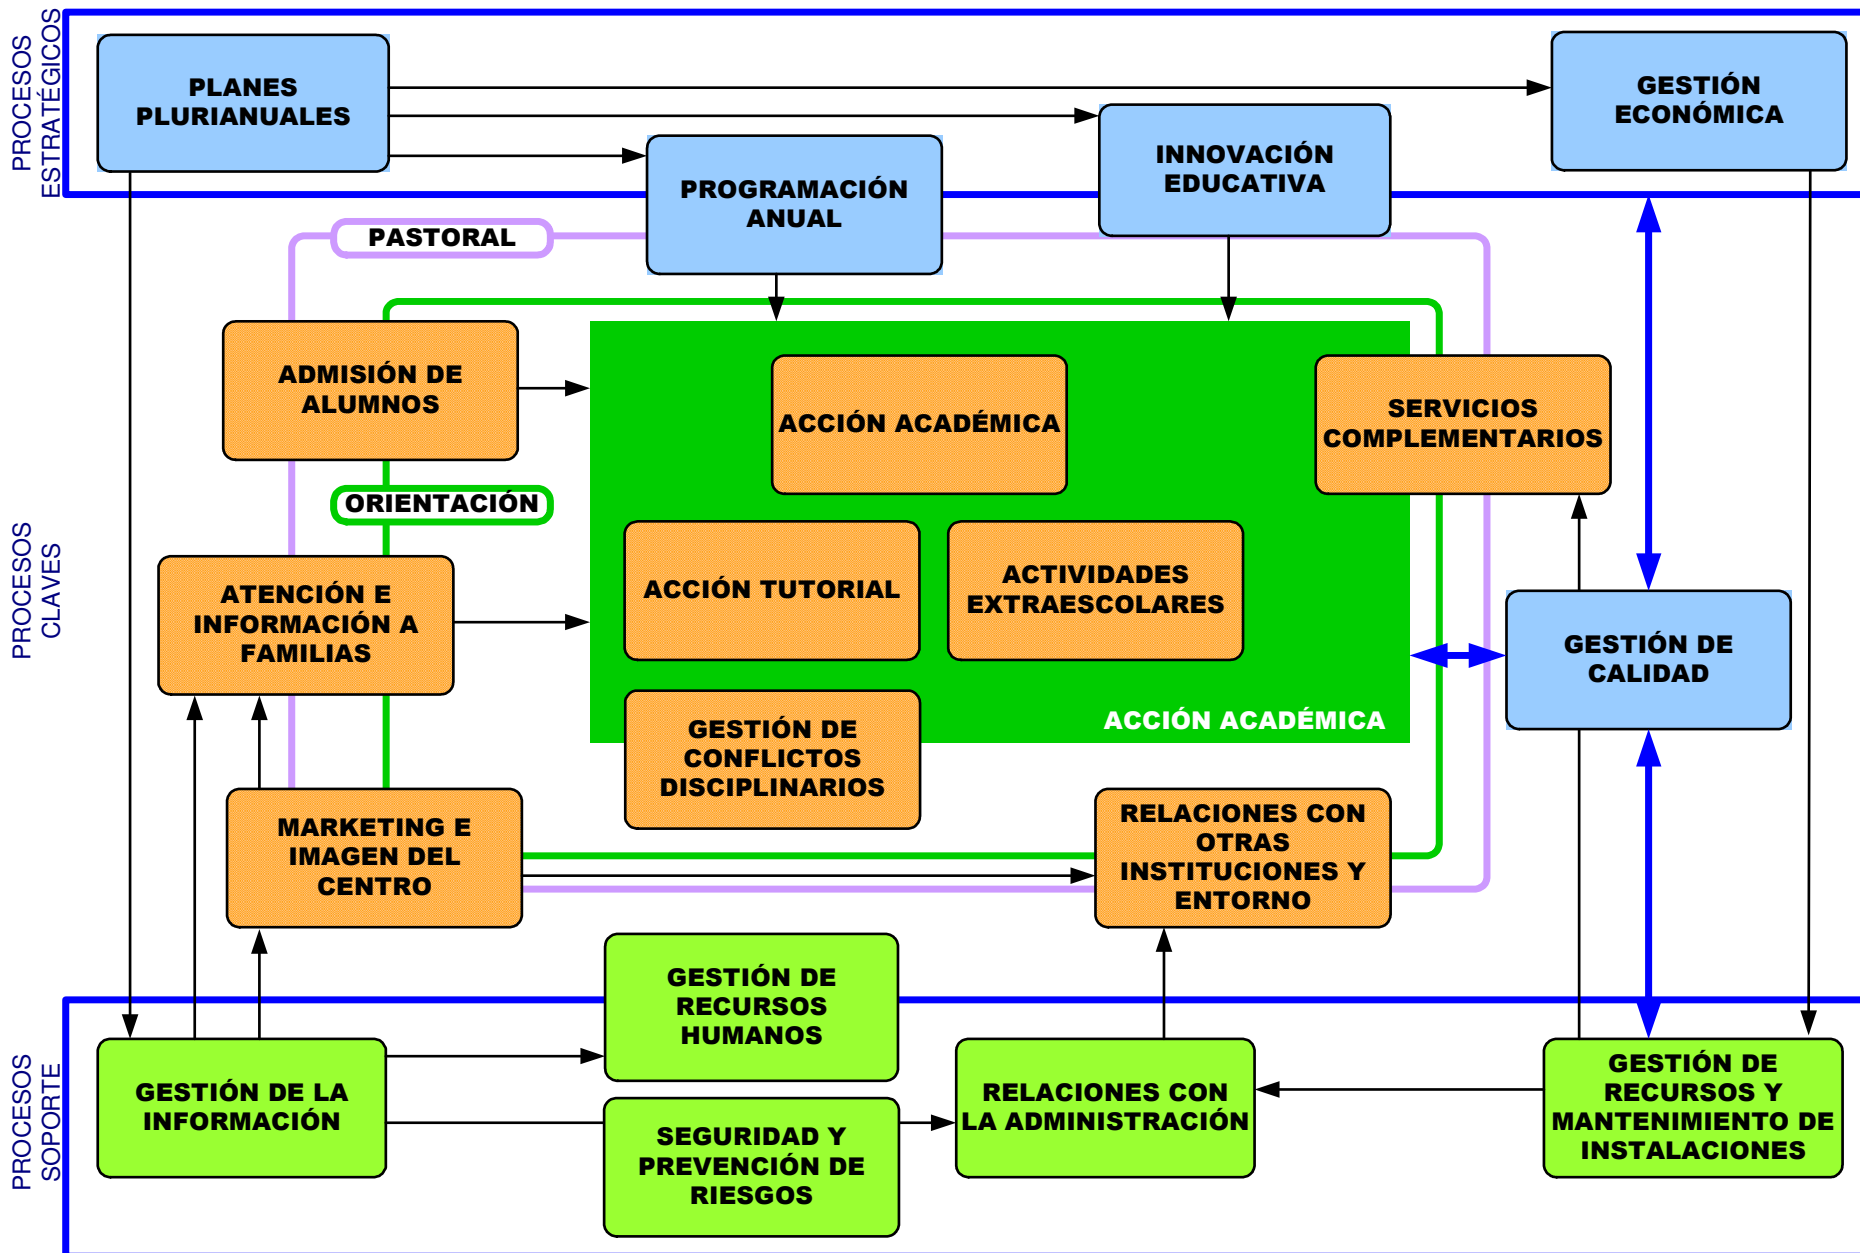 PROCESOS
ESTRATÉGICOS
PLANES
PLURIANUALES
GESTIÓN
ECONÓMICA
INNOVACIÓN
EDUCATIVA
PROGRAMACIÓN
ANUAL
PASTORAL
PROCESOS
CLAVES
ADMISIÓN DE
ALUMNOS
ACCIÓN ACADÉMICA
SERVICIOS
COMPLEMENTARIOS
ORIENTACIÓN
ATENCIÓN E
INFORMACIÓN A
FAMILIAS
ACCIÓN TUTORIAL
ACTIVIDADES
EXTRAESCOLARES
GESTIÓN DE
CALIDAD
GESTIÓN DE
CONFLICTOS
DISCIPLINARIOS
ACCIÓN ACADÉMICA
MARKETING E
IMAGEN DEL
CENTRO
RELACIONES CON
OTRAS
INSTITUCIONES Y
ENTORNO
PROCESOS
SOPORTE
GESTIÓN DE
RECURSOS
HUMANOS
GESTIÓN DE LA
INFORMACIÓN
SEGURIDAD Y
PREVENCIÓN DE
RIESGOS
RELACIONES CON
LA ADMINISTRACIÓN
GESTIÓN DE
RECURSOS Y
MANTENIMIENTO DE
INSTALACIONES